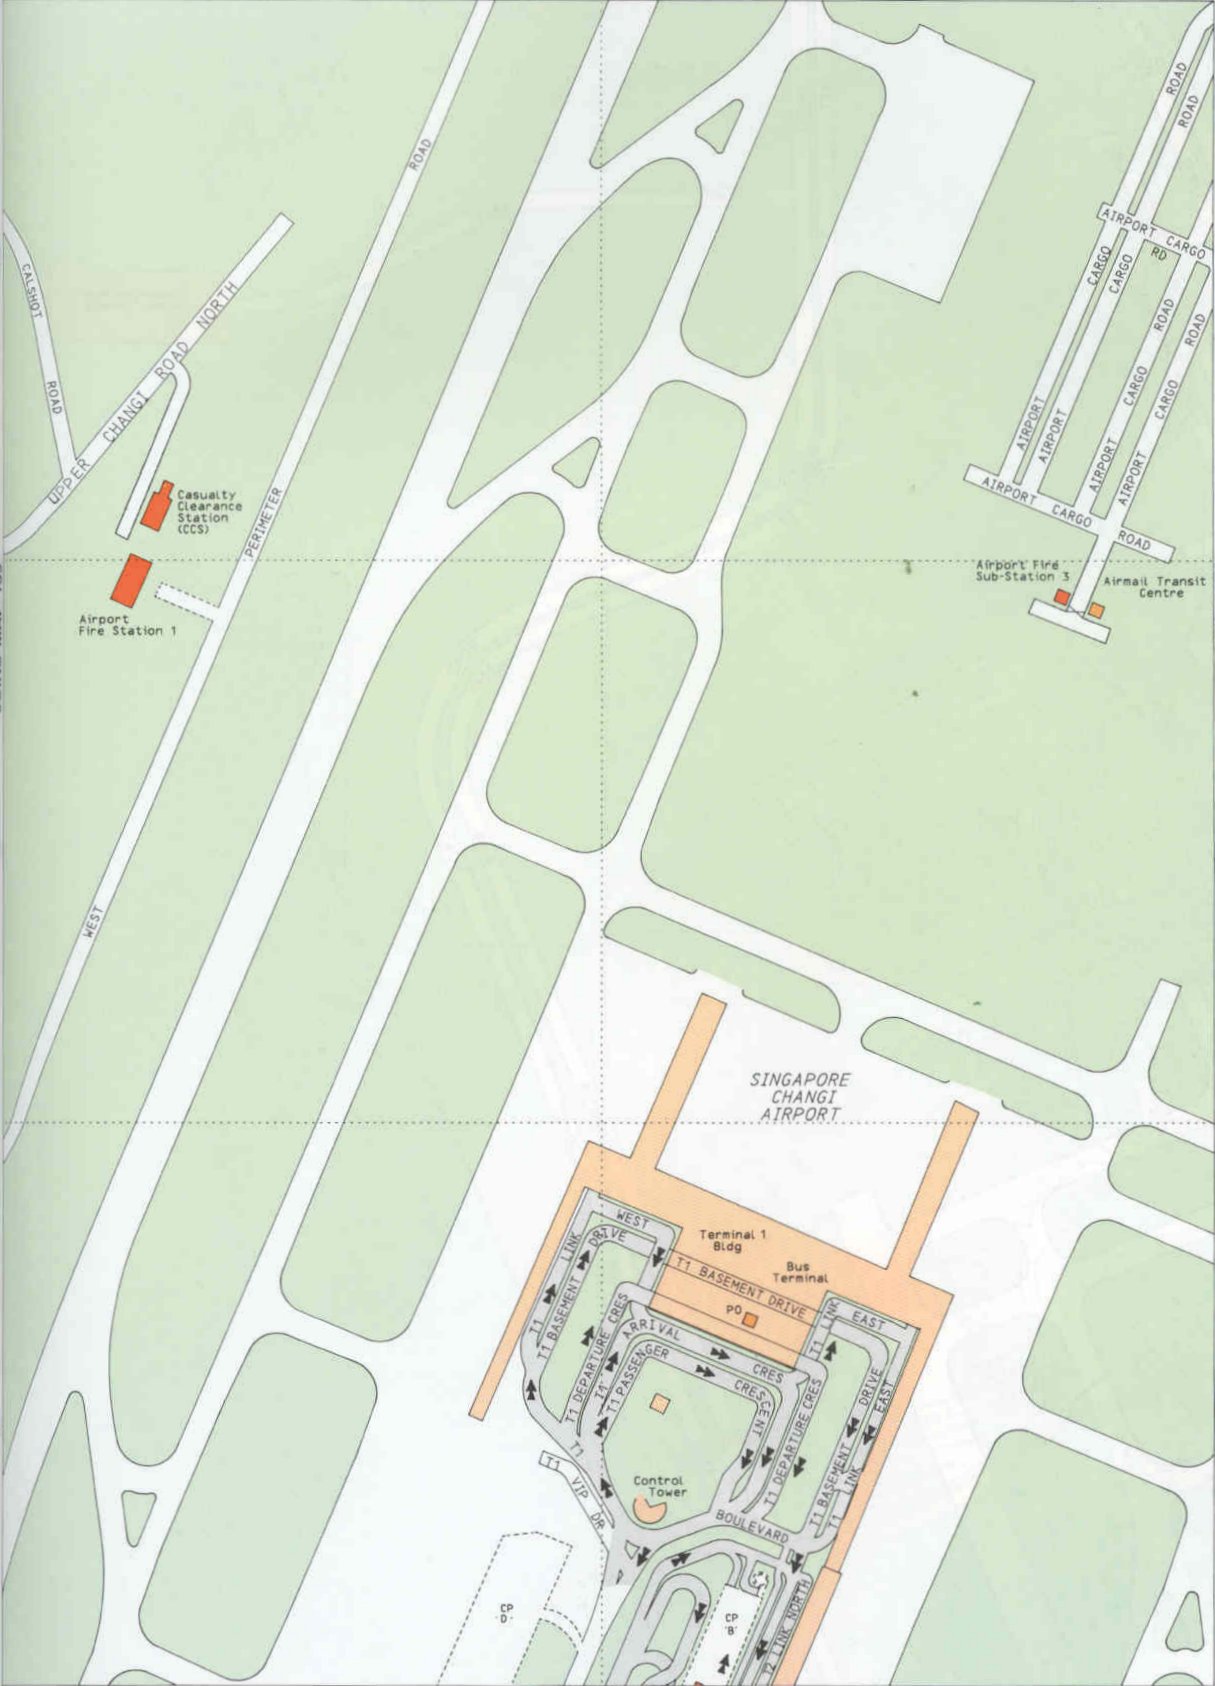 ROAD
ROAD
ROAD
AIRPORT CARGO
RD
CARGO
CARGO
CALSHOT
ROAD
UPPER CHANGI ROAD NORTH
ROAD
ROAD
CARGO
CARGO
AIRPORT
AIRPORT
AIRPORT
AIRPORT
AIRPORT CARGO ROAD
Casualty
Clearance
Station
(CCS)
PERIMETER
Airport Fire
Sub-Station 3
Airmail Transit
Centre
Airport
Fire Station 1
WEST
SINGAPORE
CHANGI
AIRPORT
WEST
T1 LINK
T1 BASEMENT DRIVE
Terminal 1
Bldg
Bus
Terminal
T1 BASEMENT DRIVE
PO
T1 LINK EAST
T1 DEPARTURE CRES
T1 ARRIVAL CRES
T1 PASSENGER CRESCENT
T1 DEPARTURE CRES
T1 BASEMENT DRIVE
T1 LINK EAST
T1 BOULEVARD
T1 VIP DR
Control
Tower
CP
'D'
CP
'B'
T2 LINK NORTH